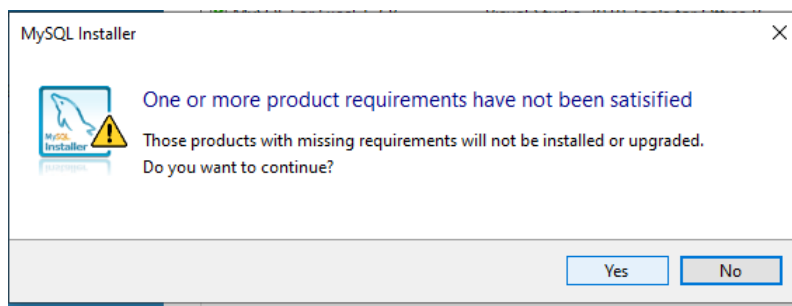 MySQL Installer
One or more product requirements have not been satisified
Those products with missing requirements will not be installed or upgraded.
Do you want to continue?
MySQL
Installer
Yes
No